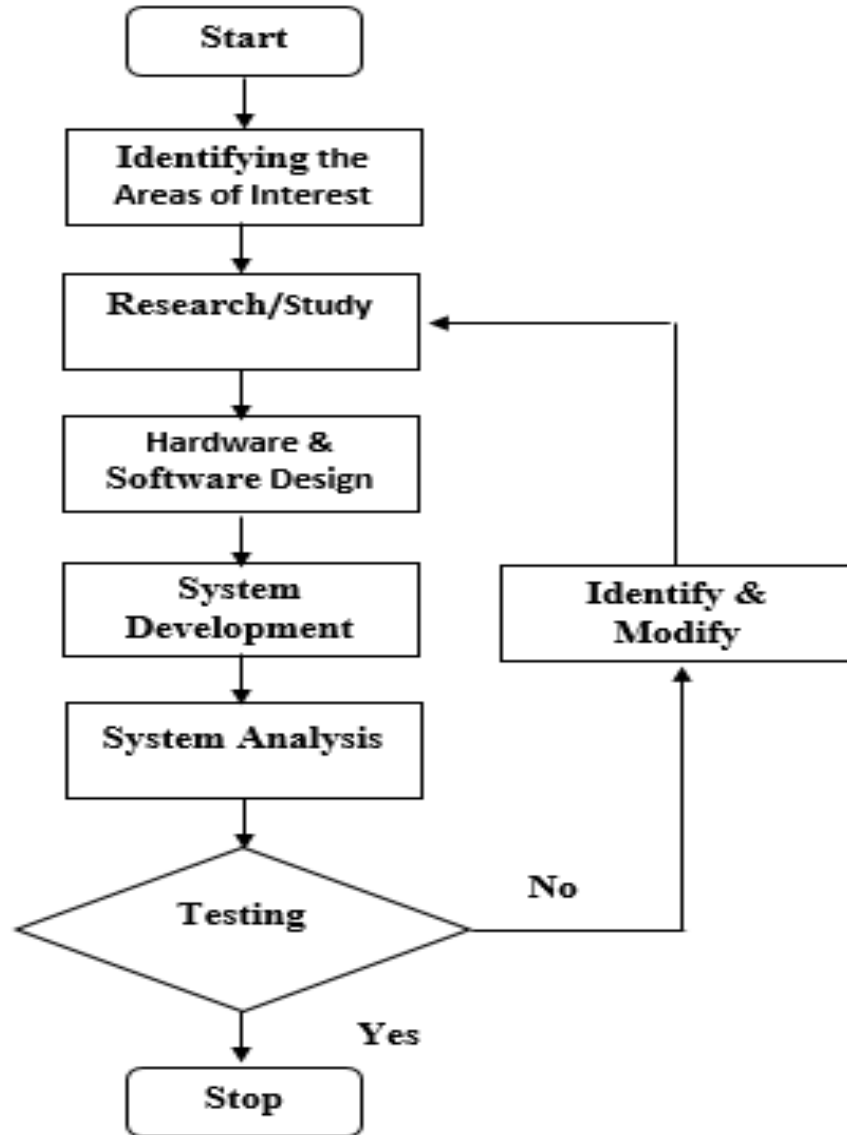 Start
Identifying the
Areas of Interest
Research/Study
Hardware &
Software Design
System
Development
Identify &
Modify
System Analysis
Testing
No
Yes
Stop